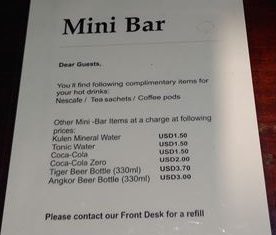 Mini Bar
Dear Guests,
You'll find following complimentary items for
your hot drinks:
Nescafe / Tea sachets / Coffee pods
Other Mini -Bar Items at a charge at following
prices:
Kulen Mineral Water USD1.50
Tonic Water USD1.50
Coca-Cola USD1.50
Coca-Cola Zero USD2.00
Tiger Beer Bottle (330ml) USD3.70
Angkor Beer Bottle (330ml) USD3.00
Please contact our Front Desk for a refill